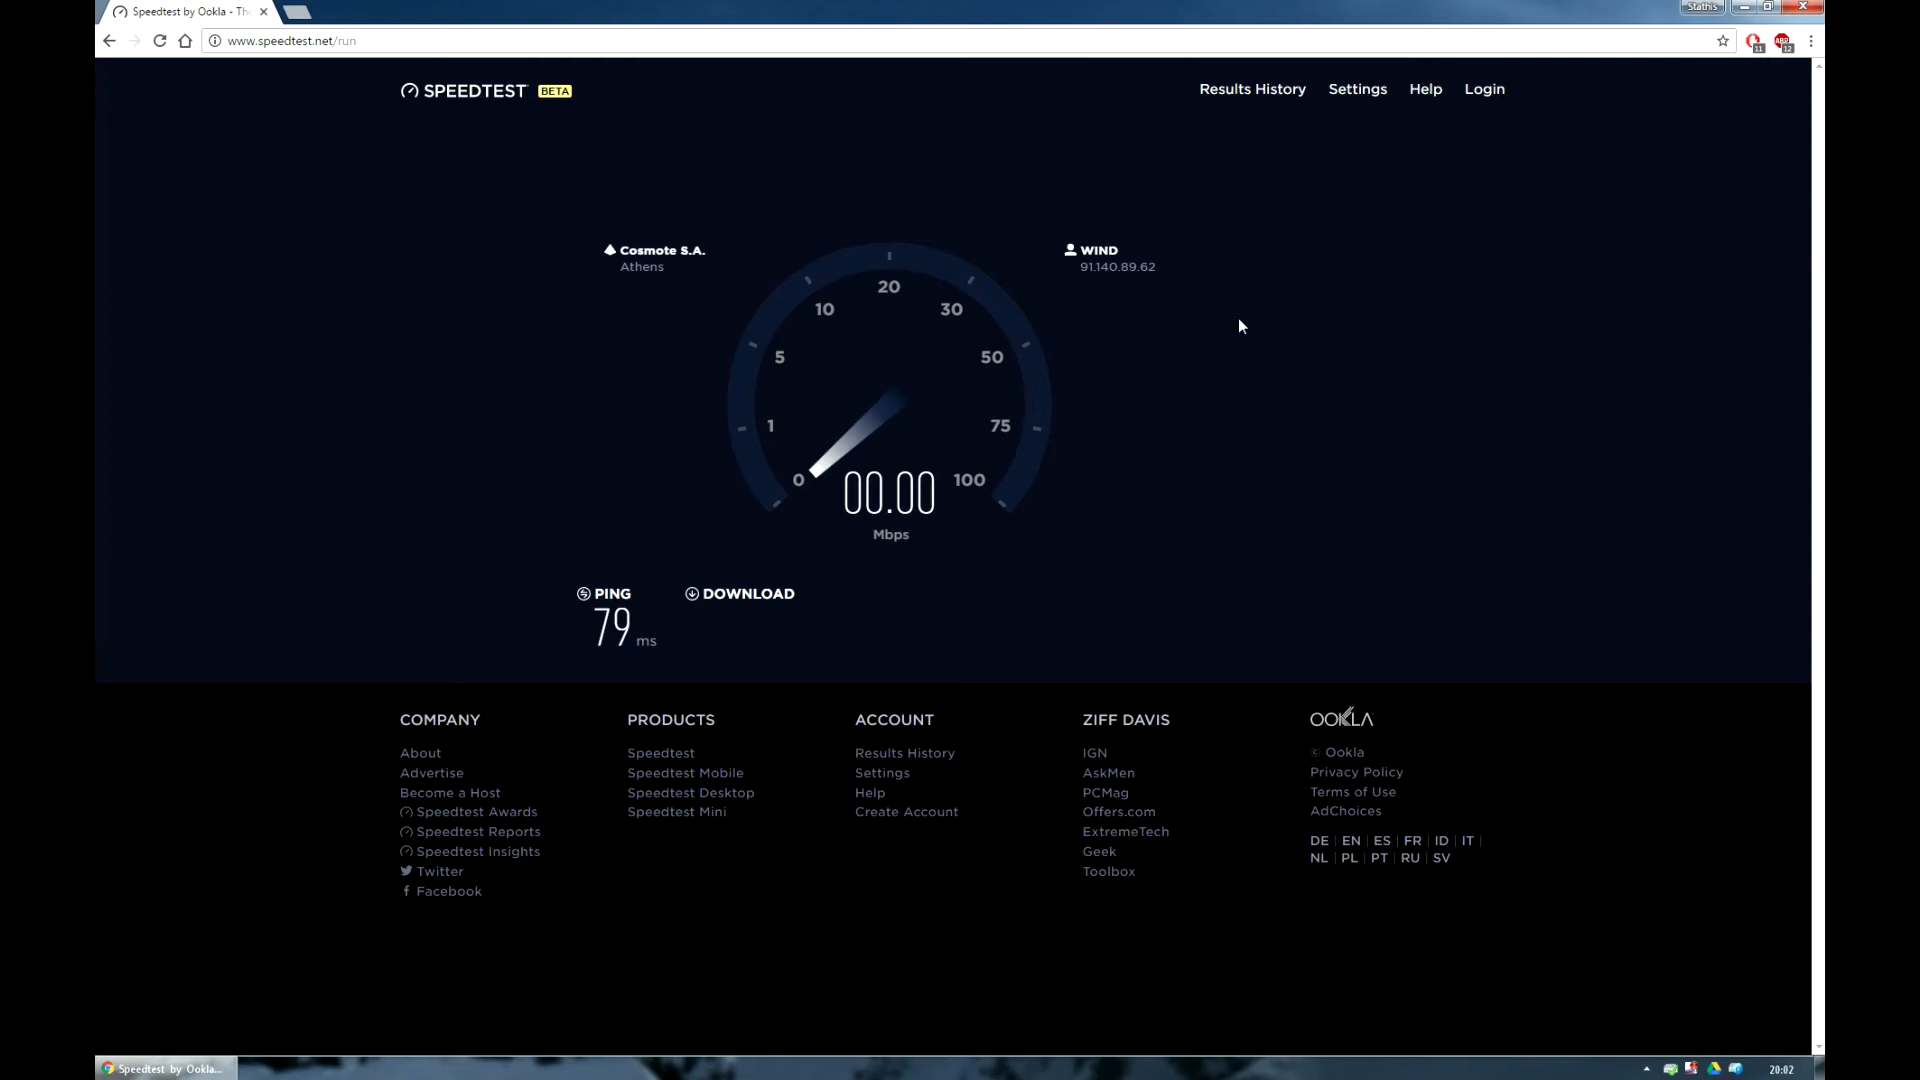 Speedtest by Ookla - Th
Stathis
www.speedtest.net/run
11
ABP
12
SPEEDTEST BETA
Results History Settings Help Login
Cosmote S.A.
Athens
WIND
91.140.89.62
20
10 30
5 50
1 75
0 100
00.00
Mbps
PING DOWNLOAD
79 ms
COMPANY
About
Advertise
Become a Host
Speedtest Awards
Speedtest Reports
Speedtest Insights
Twitter
Facebook
PRODUCTS
Speedtest
Speedtest Mobile
Speedtest Desktop
Speedtest Mini
ACCOUNT
Results History
Settings
Help
Create Account
ZIFF DAVIS
IGN
AskMen
PCMag
Offers.com
ExtremeTech
Geek
Toolbox
OOKLA
© Ookla
Privacy Policy
Terms of Use
AdChoices
DE | EN | ES | FR | ID | IT |
NL | PL | PT | RU | SV
Speedtest by Ookla...
20:02